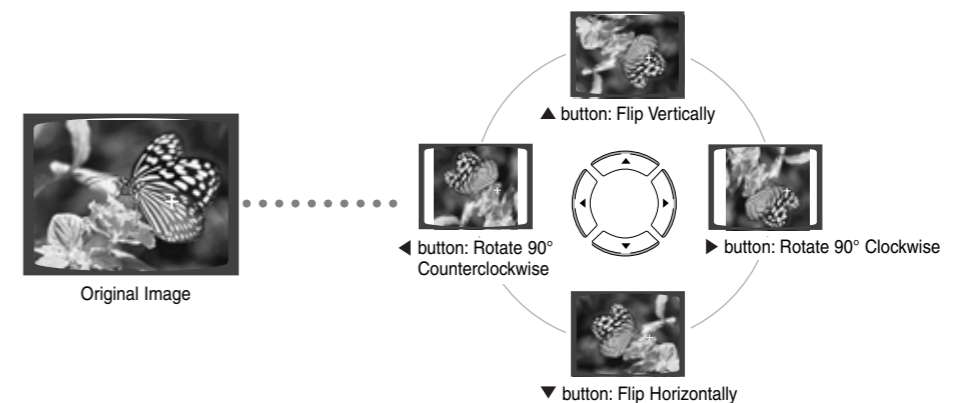 ▲ button: Flip Vertically
◀ button: Rotate 90°
Counterclockwise
▶ button: Rotate 90° Clockwise
Original Image
▼ button: Flip Horizontally